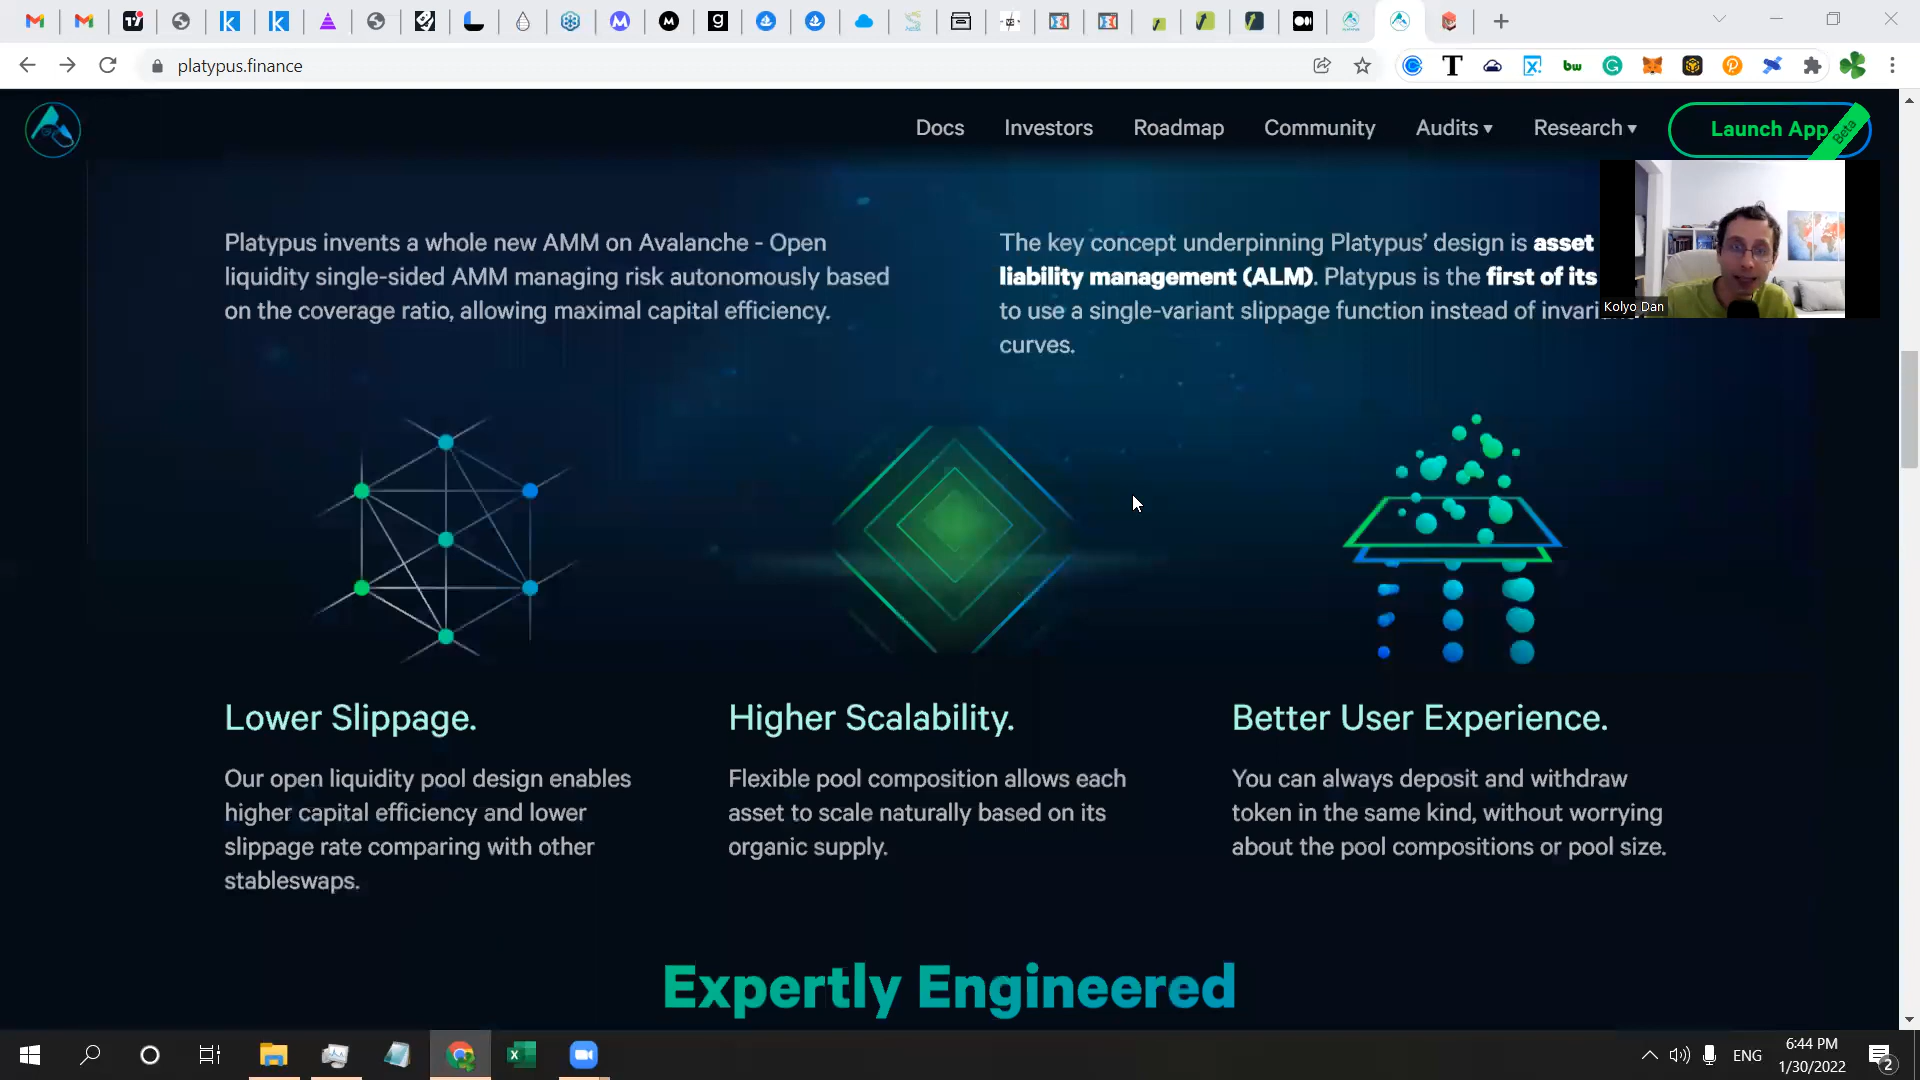 platypus.finance
Docs
Investors
Roadmap
Community
Audits ▾
Research ▾
Launch App
Beta
Platypus invents a whole new AMM on Avalanche - Open
liquidity single-sided AMM managing risk autonomously based
on the coverage ratio, allowing maximal capital efficiency.
The key concept underpinning Platypus’ design is asset
liability management (ALM). Platypus is the first of its
to use a single-variant slippage function instead of
curves.
Kolyo Dan
Lower Slippage.
Our open liquidity pool design enables
higher capital efficiency and lower
slippage rate comparing with other
stableswaps.
Higher Scalability.
Flexible pool composition allows each
asset to scale naturally based on its
organic supply.
Better User Experience.
You can always deposit and withdraw
token in the same kind, without worrying
about the pool compositions or pool size.
Expertly Engineered
ENG
6:44 PM
1/30/2022
2